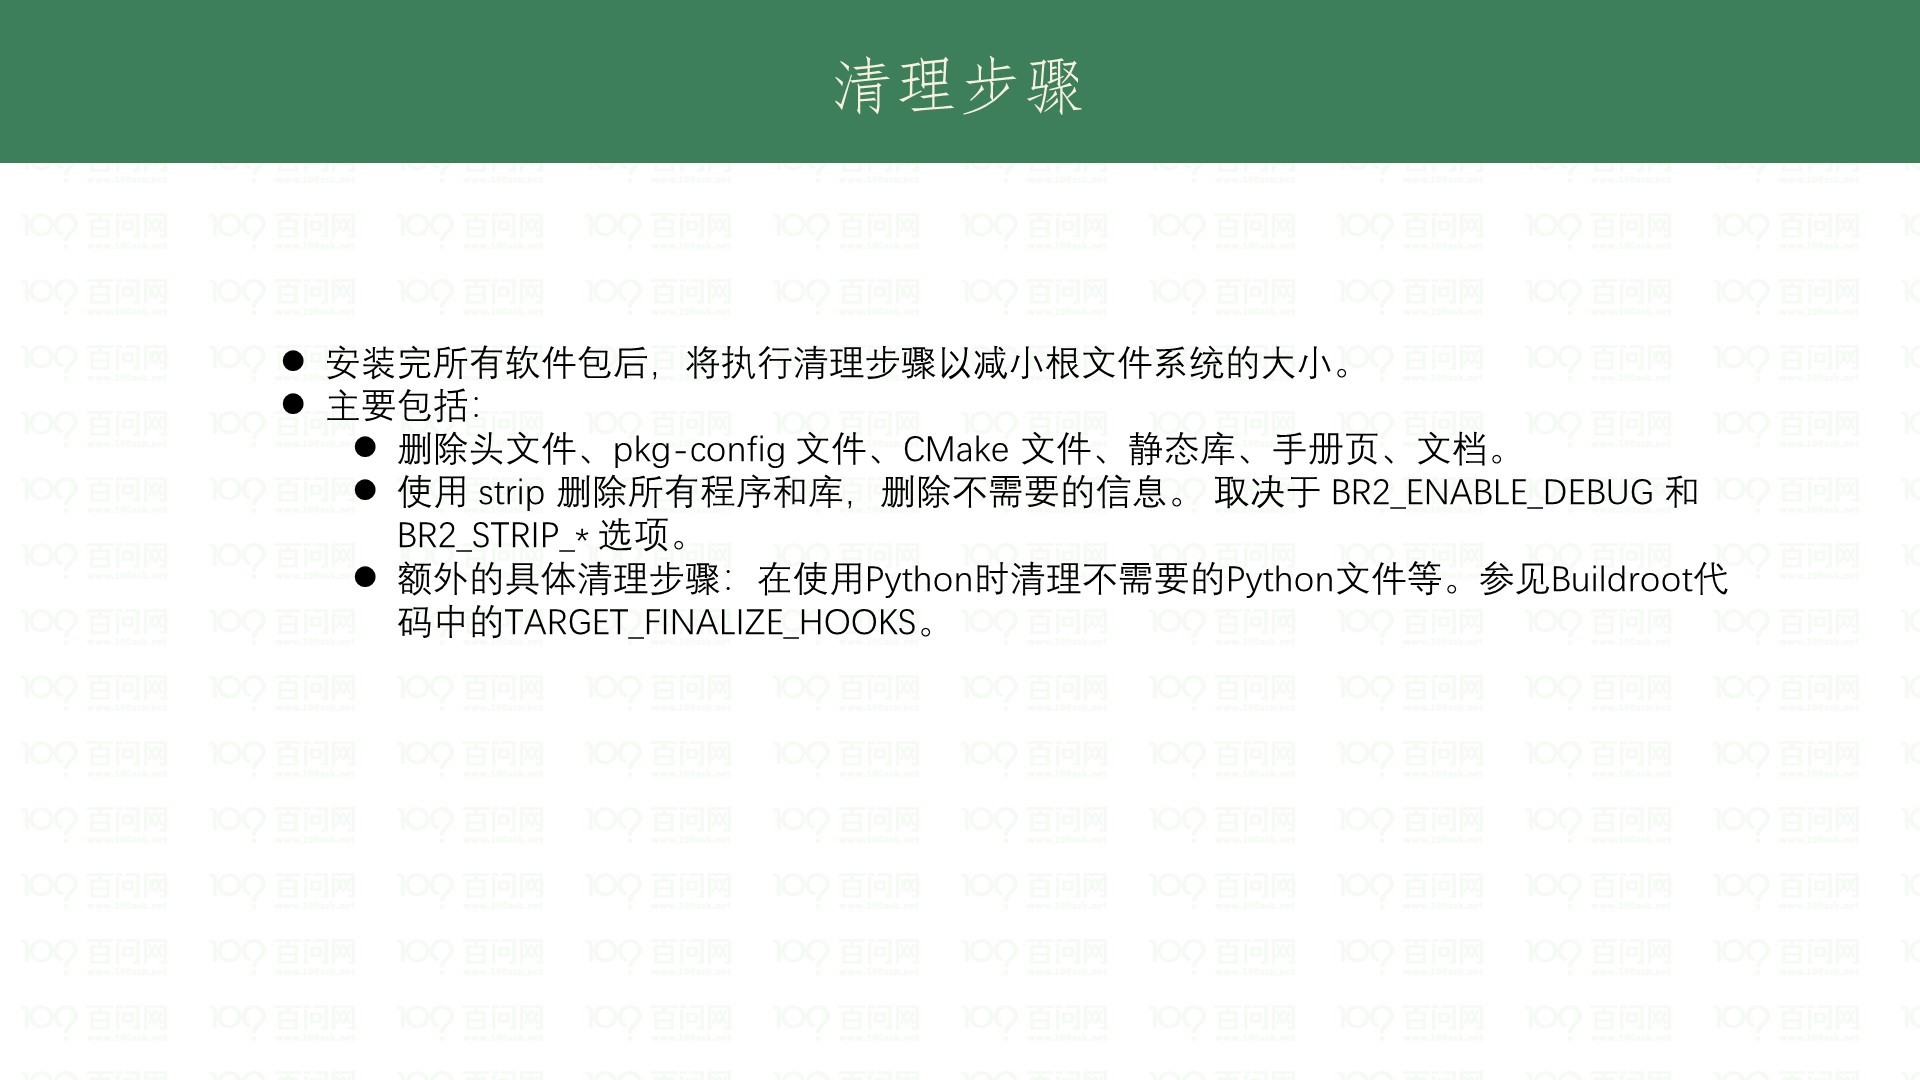 清理步骤
● 安装完所有软件包后，将执行清理步骤以减小根文件系统的大小。
● 主要包括：
● 删除头文件、pkg-config 文件、CMake 文件、静态库、手册页、文档。
● 使用 strip 删除所有程序和库，删除不需要的信息。 取决于 BR2_ENABLE_DEBUG 和
BR2_STRIP_* 选项。
● 额外的具体清理步骤：在使用Python时清理不需要的Python文件等。参见Buildroot代
码中的TARGET_FINALIZE_HOOKS。